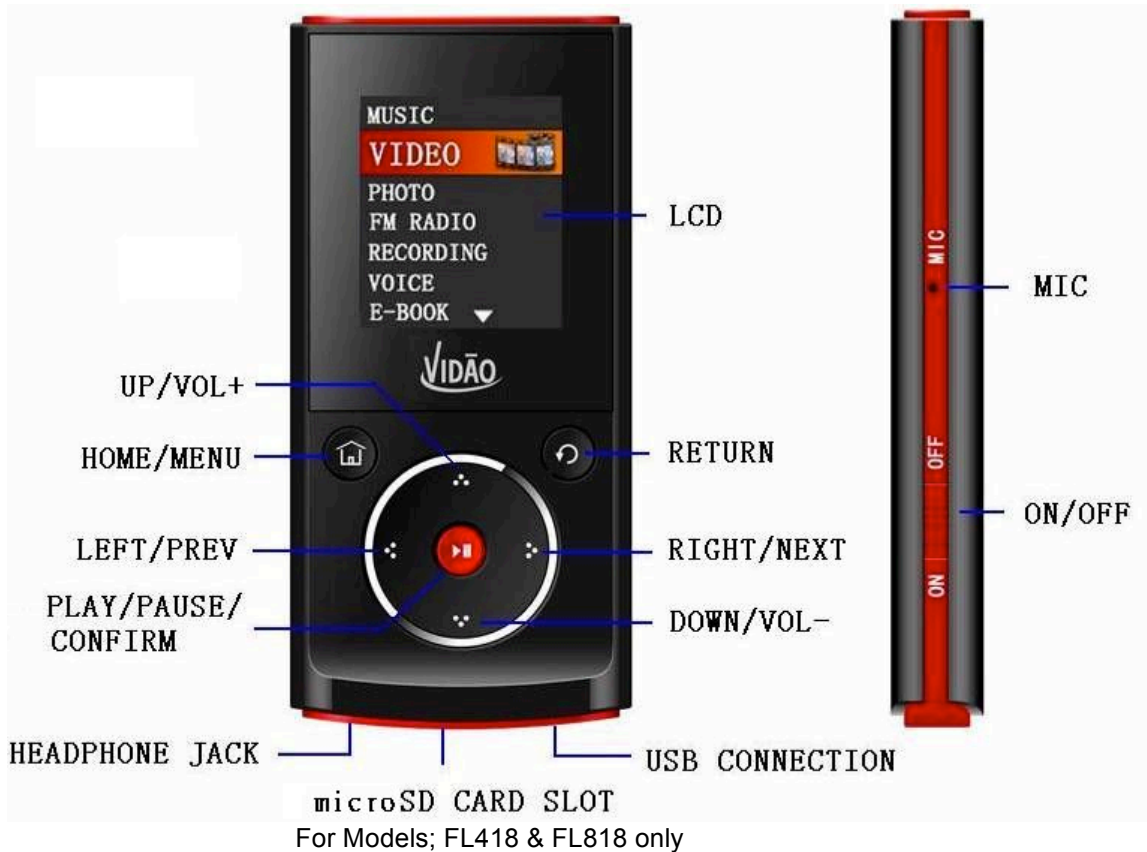 MUSIC
VIDEO
PHOTO
FM RADIO
RECORDING
VOICE
E-BOOK
VIDĀO
LCD
UP/VOL+
HOME/MENU
RETURN
LEFT/PREV
RIGHT/NEXT
PLAY/PAUSE/
CONFIRM
DOWN/VOL-
HEADPHONE JACK
USB CONNECTION
microSD CARD SLOT
For Models; FL418 & FL818 only
MIC
MIC
OFF
ON/OFF
ON